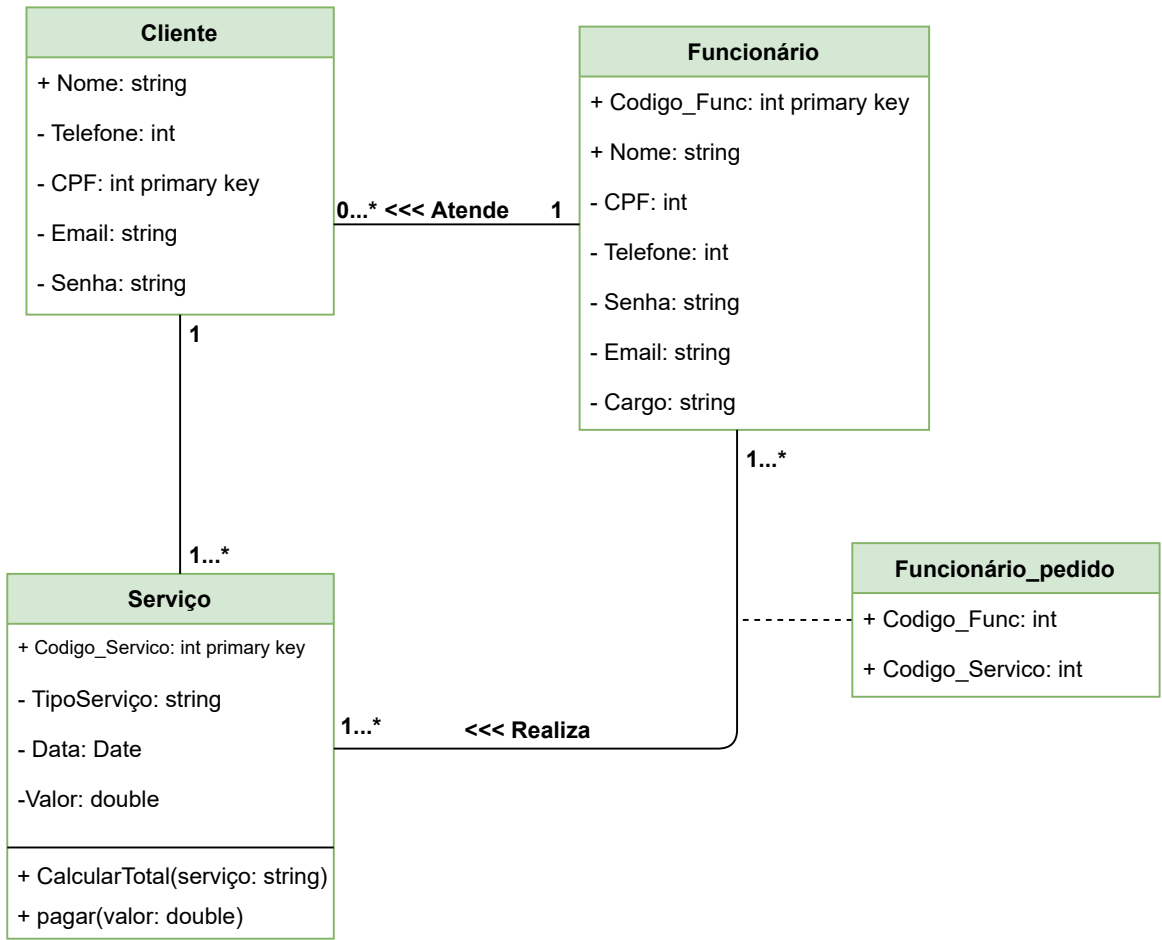 Cliente
+ Nome: string
- Telefone: int
- CPF: int primary key
- Email: string
- Senha: string
Funcionário
+ Codigo_Func: int primary key
+ Nome: string
- CPF: int
- Telefone: int
- Senha: string
- Email: string
- Cargo: string
0...* <<< Atende 1
1
1...*
1...*
Funcionário_pedido
+ Codigo_Func: int
+ Codigo_Servico: int
Serviço
+ Codigo_Servico: int primary key
- TipoServiço: string
- Data: Date
-Valor: double
+ CalcularTotal(serviço: string)
+ pagar(valor: double)
1...* <<< Realiza